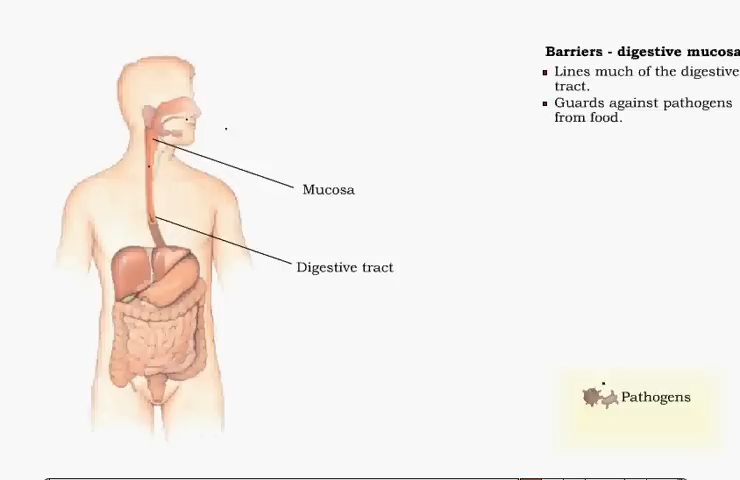 Barriers - digestive mucosa
Lines much of the digestive
tract.
Guards against pathogens
from food.
Mucosa
Digestive tract
Pathogens